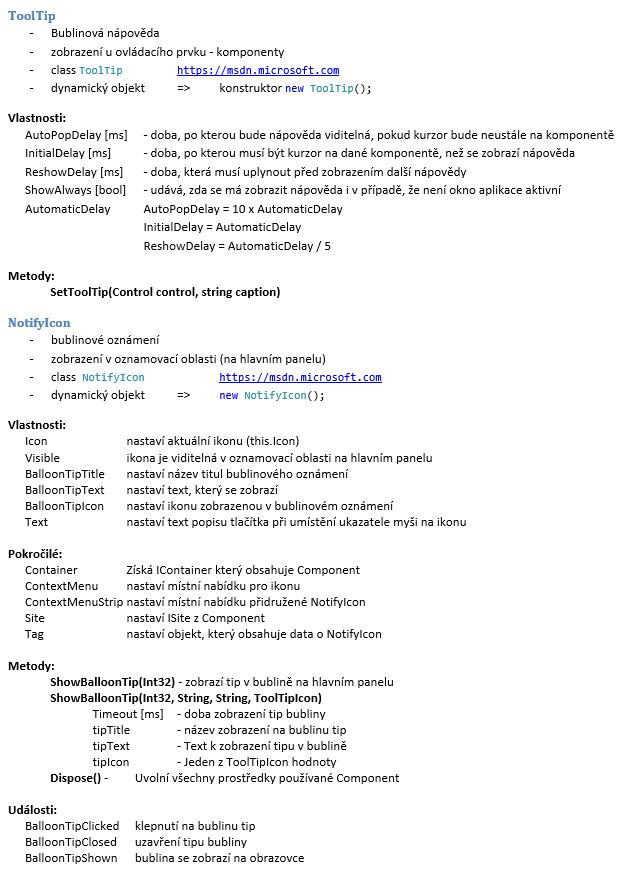 ToolTip
- Bublinová nápověda
- zobrazení u ovládacího prvku - komponenty
- class ToolTip https://msdn.microsoft.com
- dynamický objekt => konstruktor new ToolTip();
Vlastnosti:
AutoPopDelay [ms] - doba, po kterou bude nápověda viditelná, pokud kurzor bude neustále na komponentě
InitialDelay [ms] - doba, po kterou musí být kurzor na dané komponentě, než se zobrazí nápověda
ReshowDelay [ms] - doba, která musí uplynout před zobrazením další nápovědy
ShowAlways [bool] - udává, zda se má zobrazit nápověda i v případě, že není okno aplikace aktivní
AutomaticDelay AutoPopDelay = 10 x AutomaticDelay
InitialDelay = AutomaticDelay
ReshowDelay = AutomaticDelay / 5
Metody:
SetToolTip(Control control, string caption)
NotifyIcon
- bublinové oznámení
- zobrazení v oznamovací oblasti (na hlavním panelu)
- class NotifyIcon https://msdn.microsoft.com
- dynamický objekt => new NotifyIcon();
Vlastnosti:
Icon nastaví aktuální ikonu (this.Icon)
Visible ikona je viditelná v oznamovací oblasti na hlavním panelu
BalloonTipTitle nastaví název titul bublinového oznámení
BalloonTipText nastaví text, který se zobrazí
BalloonTipIcon nastaví ikonu zobrazenou v bublinovém oznámení
Text nastaví text popisu tlačítka při umístění ukazatele myši na ikonu
Pokročilé:
Container Získá IContainer který obsahuje Component
ContextMenu nastaví místní nabídku pro ikonu
ContextMenuStrip nastaví místní nabídku přidružené NotifyIcon
Site nastaví ISite z Component
Tag nastaví objekt, který obsahuje data o NotifyIcon
Metody:
ShowBalloonTip(Int32) - zobrazí tip v bublině na hlavním panelu
ShowBalloonTip(Int32, String, String, ToolTipIcon)
Timeout [ms] - doba zobrazení tip bubliny
tipTitle - název zobrazení na bublinu tip
tipText - Text k zobrazení tipu v bublině
tipIcon - Jeden z ToolTipIcon hodnoty
Dispose() - Uvolní všechny prostředky používané Component
Události:
BalloonTipClicked klepnutí na bublinu tip
BalloonTipClosed uzavření tipu bubliny
BalloonTipShown bublina se zobrazí na obrazovce